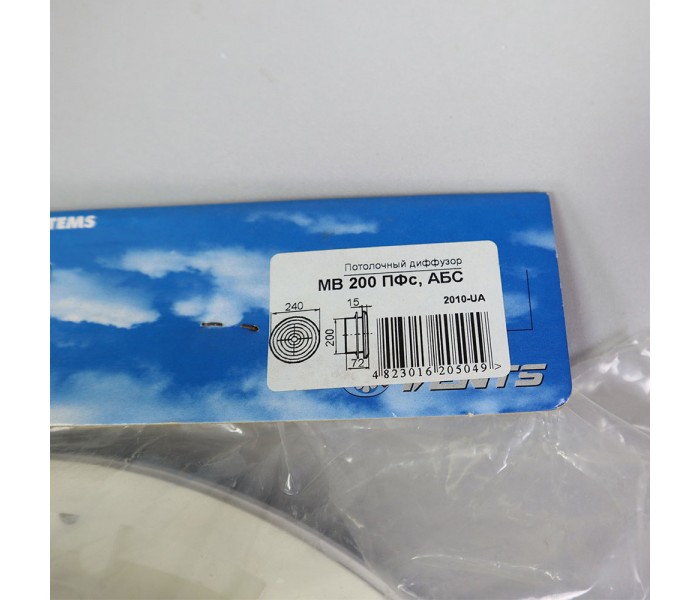 TEMS
Потолочный диффузор
МВ 200 ПФс, АБС
2010-UA
240
15
200
72
4 823016 205049 >
VENTS